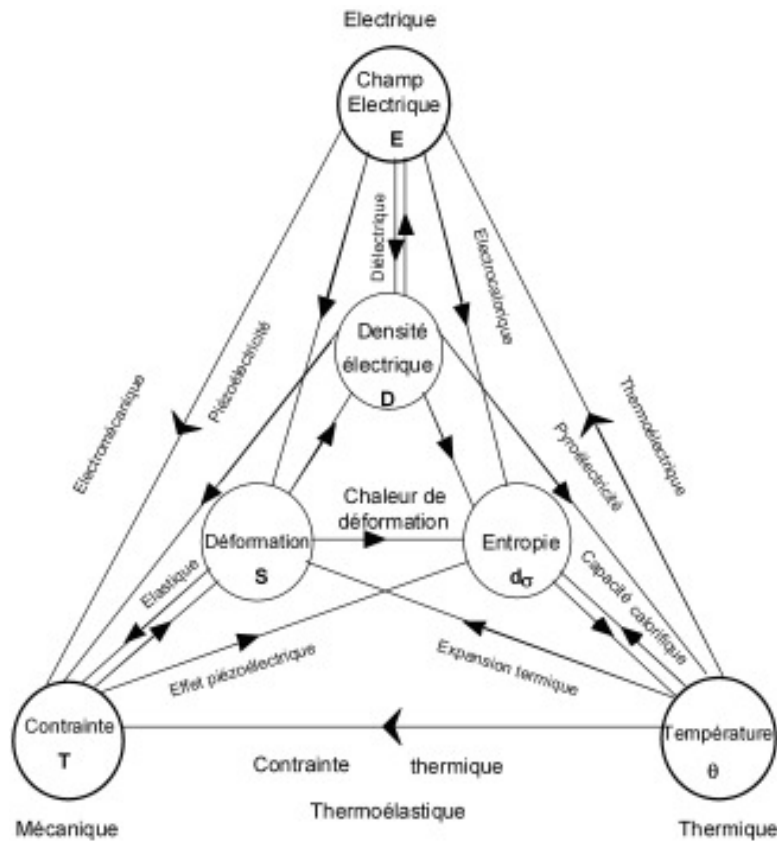 Electrique
Champ
Electrique
E
Diélectrique
Electrocalorique
Densité
électrique
D
Piézoélectricité
Electromécanique
Thermoélectrique
Pyroélectricité
Chaleur de
déformation
Déformation
S
Entropie
dσ
Elastique
Capacité calorifique
Effet piézoélectrique
Expansion termique
Contrainte
T
Température
θ
Contrainte thermique
Thermoélastique
Mécanique
Thermique